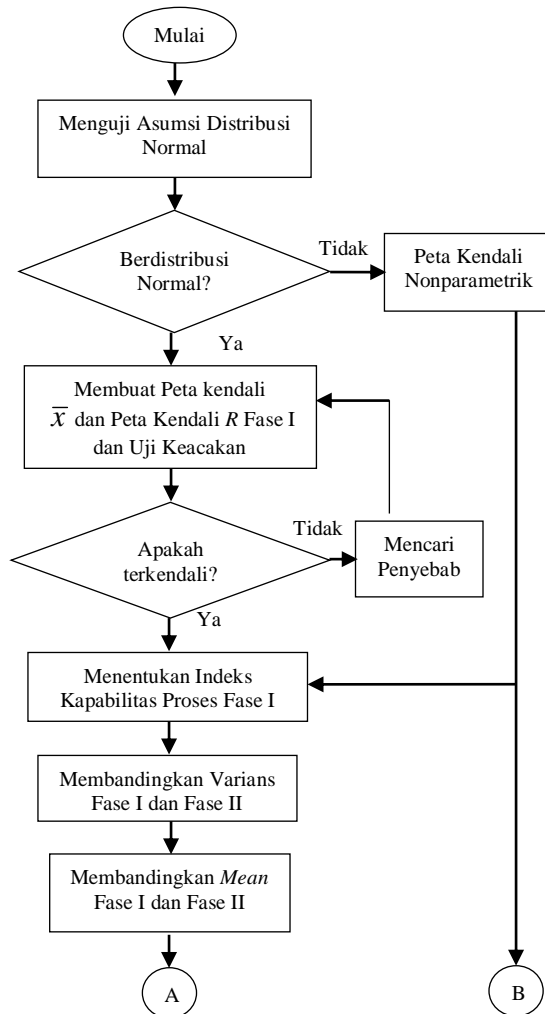 Mulai
Menguji Asumsi Distribusi
Normal
Berdistribusi
Normal?
Tidak
Peta Kendali
Nonparametrik
Ya
Membuat Peta kendali
x̄ dan Peta Kendali R Fase I
dan Uji Keacakan
Apakah
terkendali?
Tidak
Mencari
Penyebab
Ya
Menentukan Indeks
Kapabilitas Proses Fase I
Membandingkan Varians
Fase I dan Fase II
Membandingkan Mean
Fase I dan Fase II
A
B